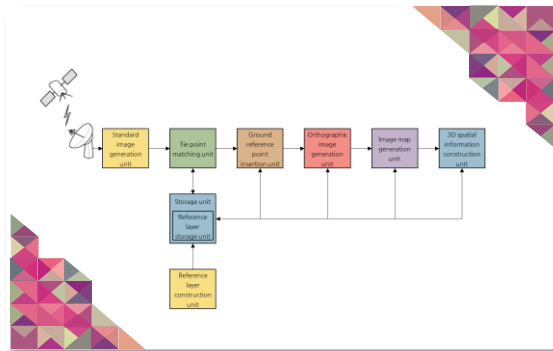 Standard
image
generation
unit
Tie point
matching unit
Ground
reference
point
insertion unit
Orthographic
image
generation
unit
Image map
generation
unit
3D spatial
information
construction
unit
Storage unit
Reference
layer
storage unit
Reference
layer
construction
unit